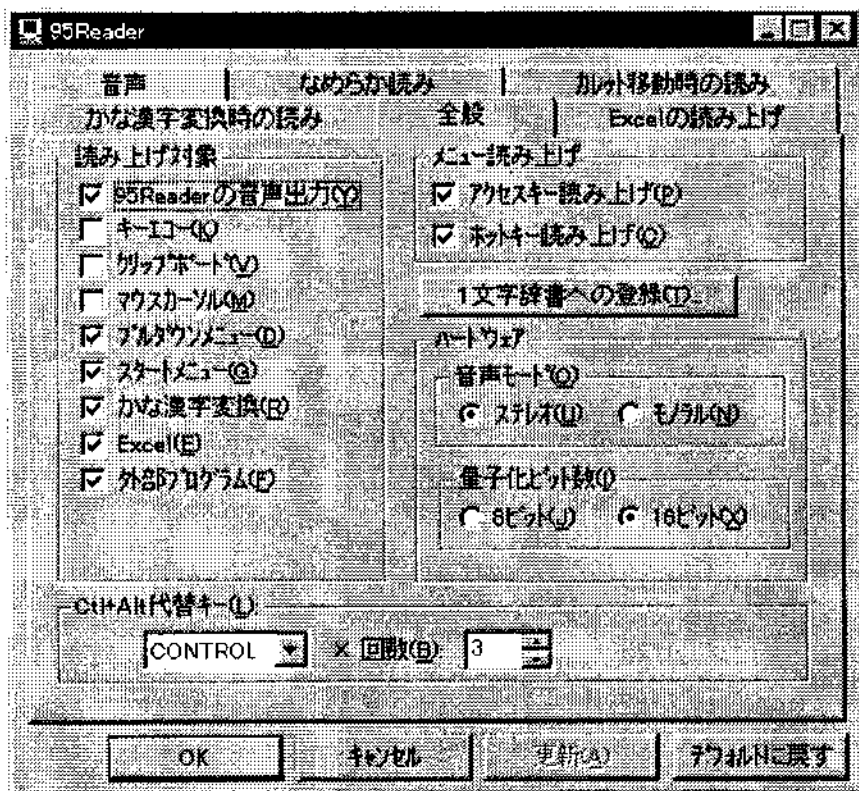 95Reader
音声 なめらか読み カレット移動時の読み
かな漢字変換時の読み 全般 Excelの読み上げ
読み上げ対象
95Readerの音声出力(Y)
キーエコー(K)
クリップボード(V)
マウスカーソル(M)
プルダウンメニュー(D)
スタートメニュー(G)
かな漢字変換(R)
Excel(E)
外部プログラム(F)
メニュー読み上げ
アクセスキー読み上げ(P)
ホットキー読み上げ(Q)
1文字辞書への登録(T)...
ハードウェア
音声モード(O)
ステレオ(U) モノラル(N)
量子化ビット数(I)
8ビット(J) 16ビット(X)
Ctl+Alt代替キー(L)
CONTROL × 回数(B) 3
OK キャンセル 更新(A) デフォルトに戻す